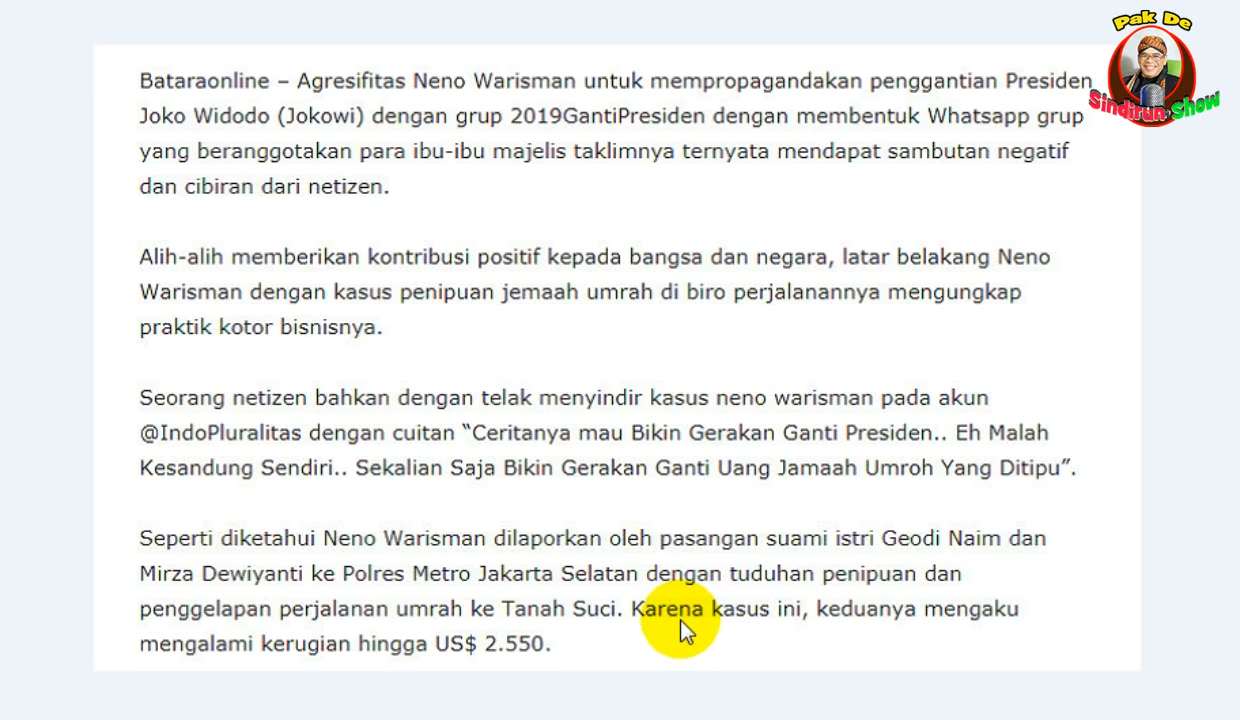 Pak De
Sindirun Show
Bataraonline – Agresifitas Neno Warisman untuk mempropagandakan penggantian Presiden
Joko Widodo (Jokowi) dengan grup 2019GantiPresiden dengan membentuk Whatsapp grup
yang beranggotakan para ibu-ibu majelis taklimnya ternyata mendapat sambutan negatif
dan cibiran dari netizen.
Alih-alih memberikan kontribusi positif kepada bangsa dan negara, latar belakang Neno
Warisman dengan kasus penipuan jemaah umrah di biro perjalanannya mengungkap
praktik kotor bisnisnya.
Seorang netizen bahkan dengan telak menyindir kasus neno warisman pada akun
@IndoPluralitas dengan cuitan “Ceritanya mau Bikin Gerakan Ganti Presiden.. Eh Malah
Kesandung Sendiri.. Sekalian Saja Bikin Gerakan Ganti Uang Jamaah Umroh Yang Ditipu”.
Seperti diketahui Neno Warisman dilaporkan oleh pasangan suami istri Geodi Naim dan
Mirza Dewiyanti ke Polres Metro Jakarta Selatan dengan tuduhan penipuan dan
penggelapan perjalanan umrah ke Tanah Suci. Karena kasus ini, keduanya mengaku
mengalami kerugian hingga US$ 2.550.